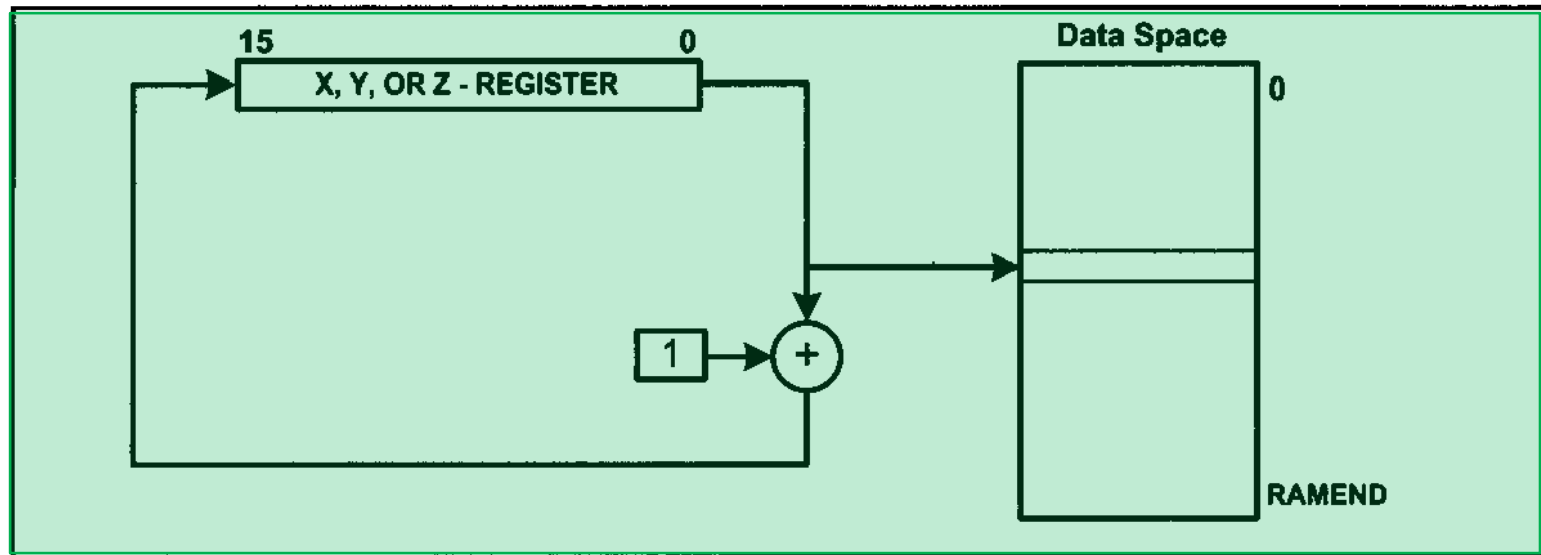 15 0
X, Y, OR Z - REGISTER
Data Space
0
1
+
RAMEND